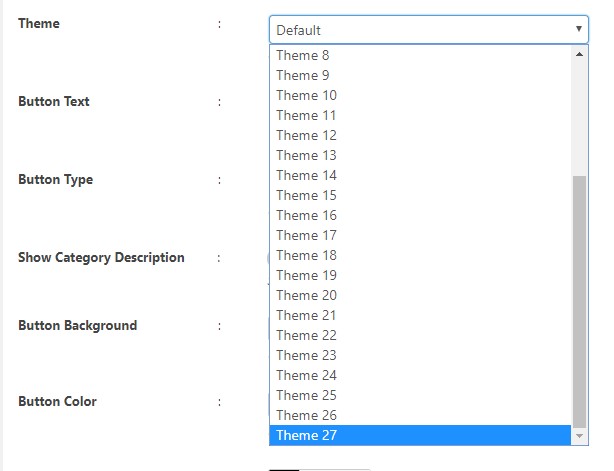 Theme : Default
Theme 8
Theme 9
Button Text : Theme 10
Theme 11
Theme 12
Theme 13
Button Type : Theme 14
Theme 15
Theme 16
Theme 17
Show Category Description : Theme 18
Theme 19
Theme 20
Theme 21
Button Background : Theme 22
Theme 23
Theme 24
Theme 25
Button Color : Theme 26
Theme 27